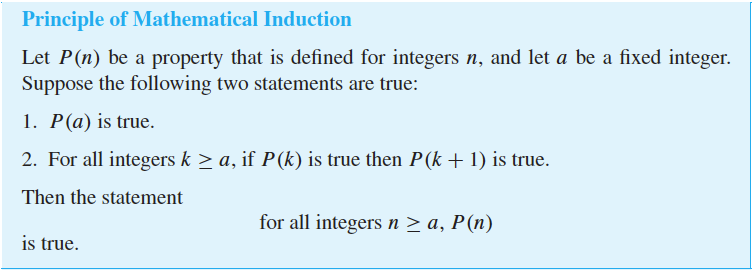 Principle of Mathematical Induction
Let P(n) be a property that is defined for integers n, and let a be a fixed integer.
Suppose the following two statements are true:
1. P(a) is true.
2. For all integers k ≥ a, if P(k) is true then P(k + 1) is true.
Then the statement
for all integers n ≥ a, P(n)
is true.